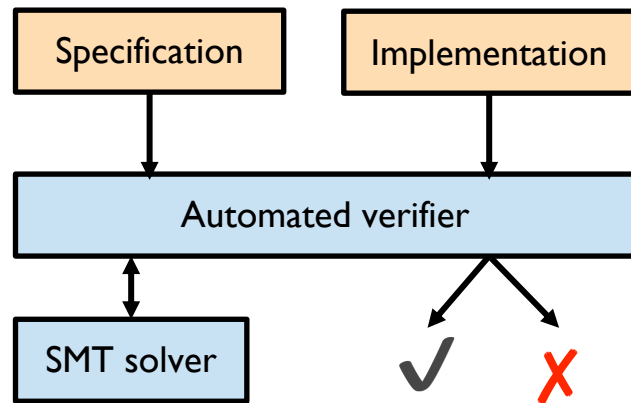 Specification
Implementation
Automated verifier
SMT solver